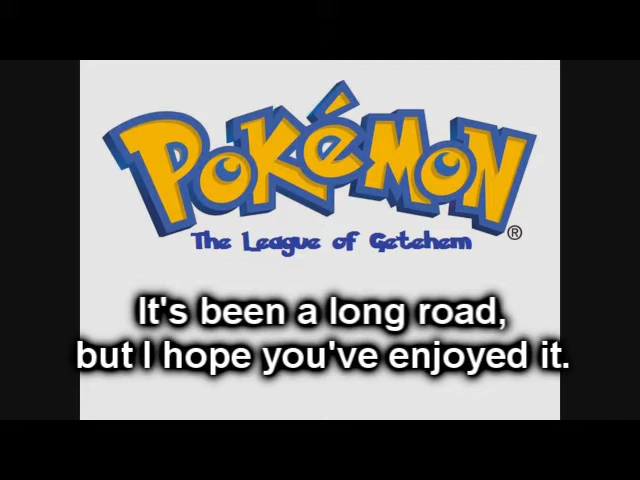 POKéMON
®
The League of Getehem
It's been a long road,
but I hope you've enjoyed it.